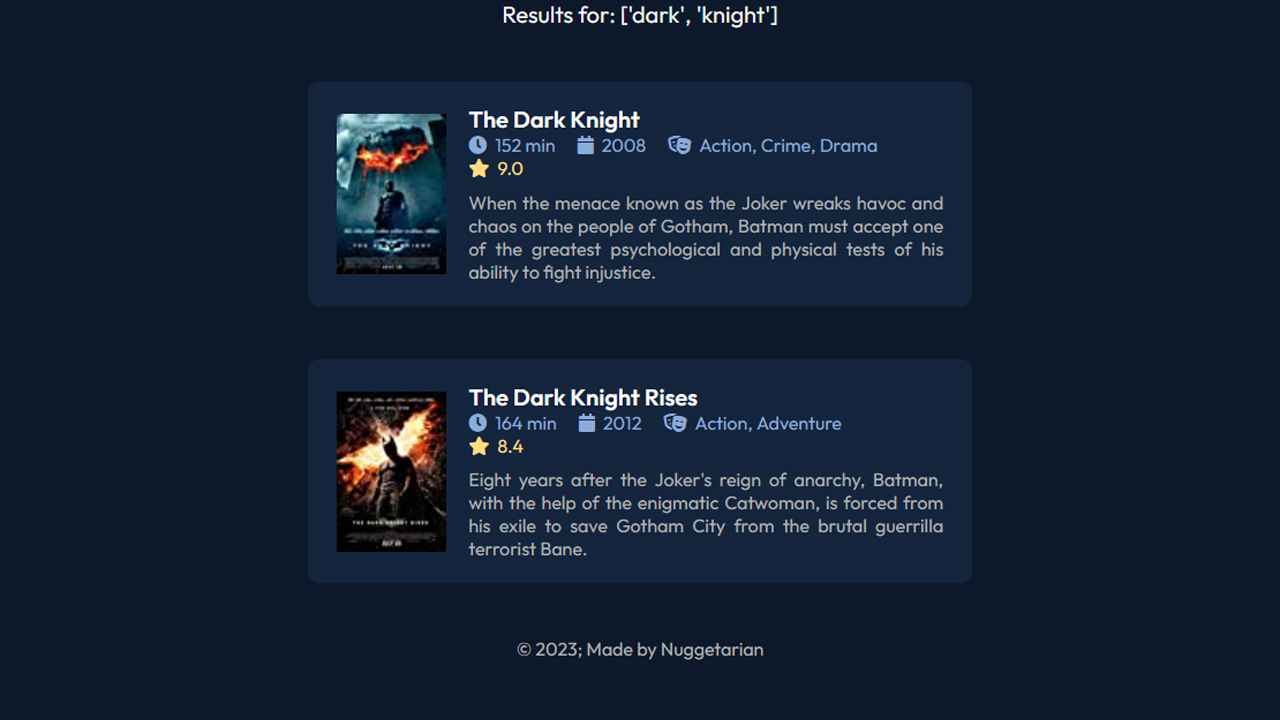 Results for: ['dark', 'knight']
The Dark Knight
152 min 2008 Action, Crime, Drama
9.0
When the menace known as the Joker wreaks havoc and
chaos on the people of Gotham, Batman must accept one
of the greatest psychological and physical tests of his
ability to fight injustice.
The Dark Knight Rises
164 min 2012 Action, Adventure
8.4
Eight years after the Joker's reign of anarchy, Batman,
with the help of the enigmatic Catwoman, is forced from
his exile to save Gotham City from the brutal guerrilla
terrorist Bane.
THE DARK KNIGHT RISES
© 2023; Made by Nuggetarian